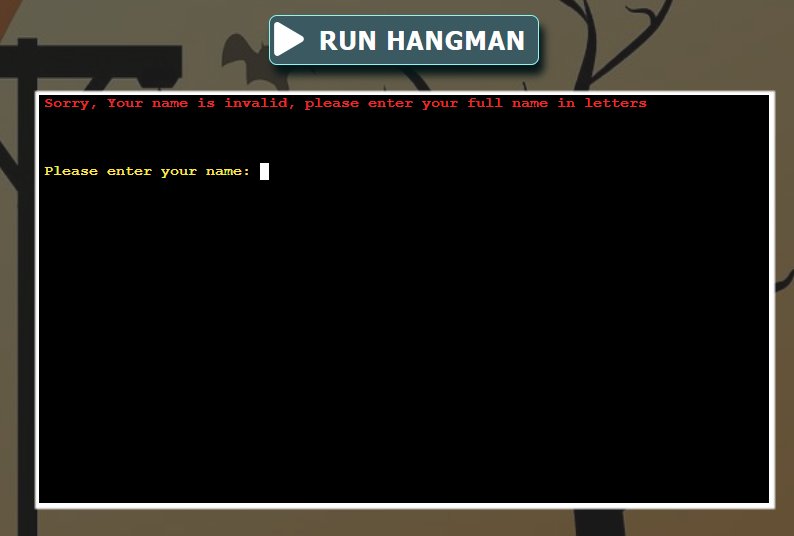 RUN HANGMAN
Sorry, Your name is invalid, please enter your full name in letters
Please enter your name: